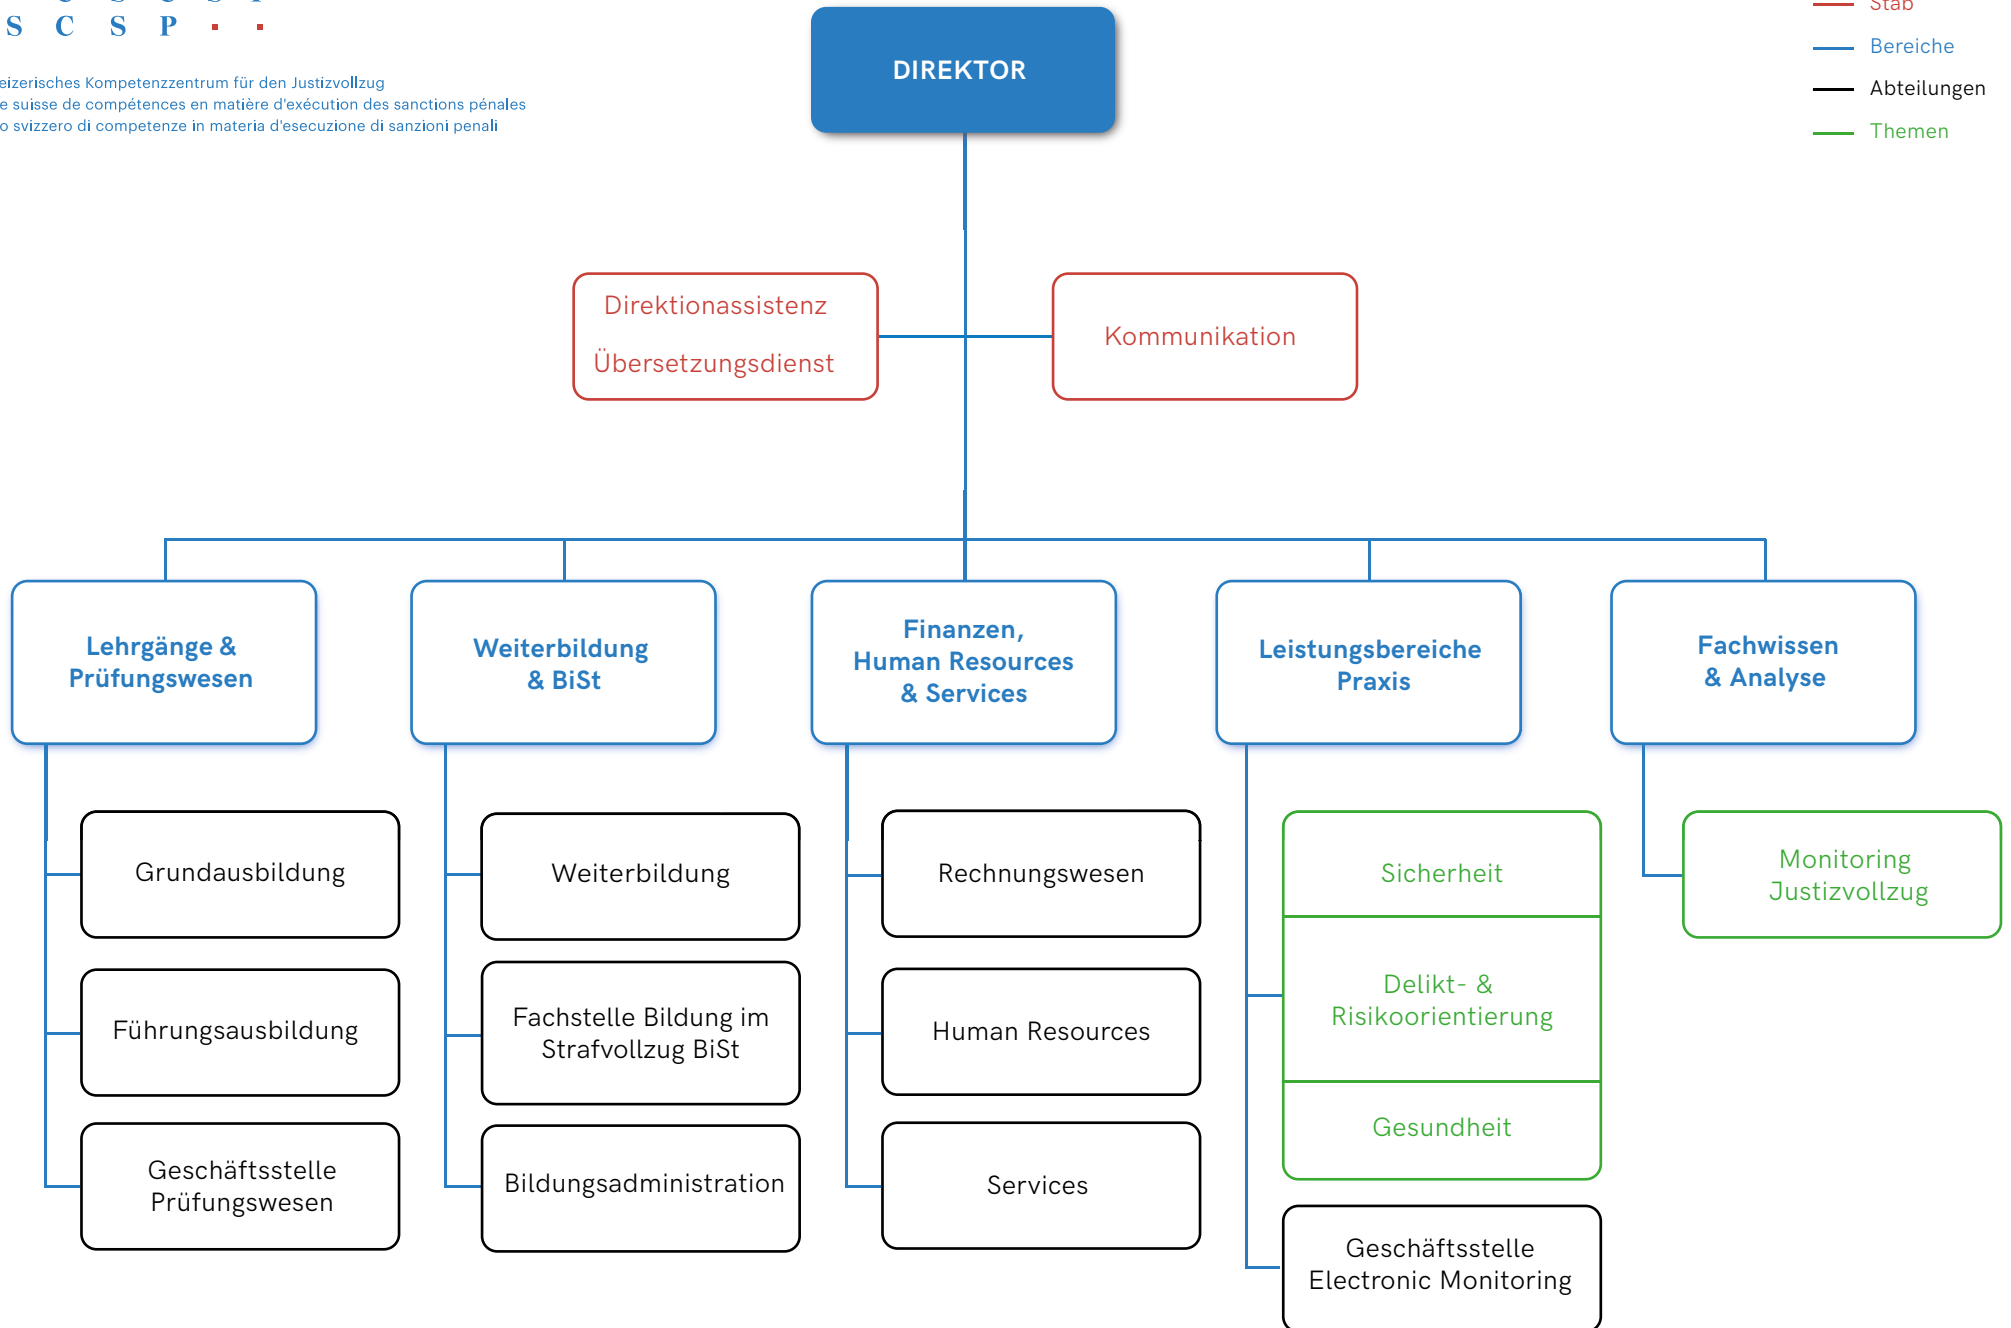 S C S P
eizerisches Kompetenzzentrum für den Justizvollzug
e suisse de compétences en matière d'exécution des sanctions pénales
o svizzero di competenze in materia d'esecuzione di sanzioni penali
DIREKTOR
Stab
Bereiche
Abteilungen
Themen
Direktionassistenz
Übersetzungsdienst
Kommunikation
Lehrgänge &
Prüfungswesen
Weiterbildung
& BiSt
Finanzen,
Human Resources
& Services
Leistungsbereiche
Praxis
Fachwissen
& Analyse
Grundausbildung
Führungsausbildung
Geschäftsstelle
Prüfungswesen
Weiterbildung
Fachstelle Bildung im
Strafvollzug BiSt
Bildungsadministration
Rechnungswesen
Human Resources
Services
Sicherheit
Delikt- &
Risikoorientierung
Gesundheit
Geschäftsstelle
Electronic Monitoring
Monitoring
Justizvollzug